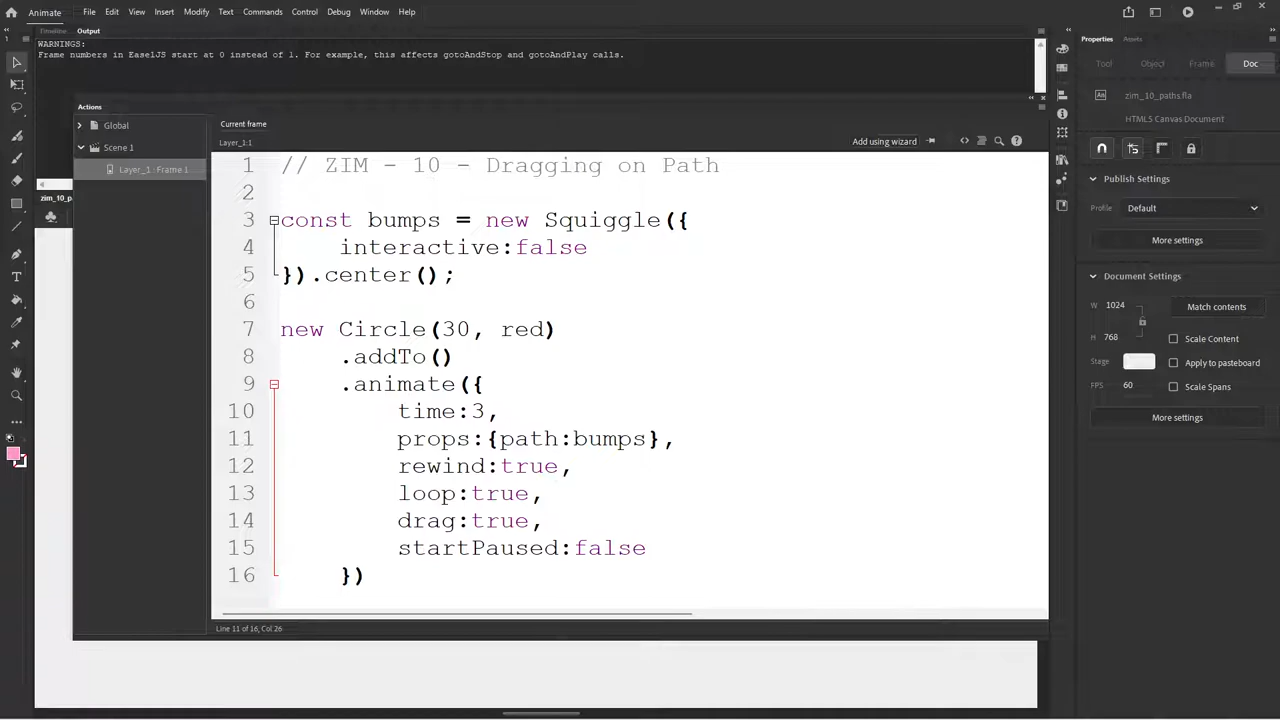 Animate
File
Edit
View
Insert
Modify
Text
Commands
Control
Debug
Window
Help
Timeline
Output
WARNINGS:
Frame numbers in EaselJS start at 0 instead of 1. For example, this affects gotoAndStop and gotoAndPlay calls.
Actions
Global
Scene 1
Layer_1 : Frame 1
Current frame
Layer_1:1
Add using wizard
1 // ZIM - 10 - Dragging on Path
2
3 const bumps = new Squiggle({
4 interactive:false
5 }).center();
6
7 new Circle(30, red)
8 .addTo()
9 .animate({
10 time:3,
11 props:{path:bumps},
12 rewind:true,
13 loop:true,
14 drag:true,
15 startPaused:false
16 })
Line 11 of 16, Col 26
zim_10_pa
Properties
Assets
Tool
Object
Frame
Doc
zim_10_paths.fla
HTML5 Canvas Document
Publish Settings
Profile
Default
More settings
Document Settings
W 1024
Match contents
H 768
Scale Content
Stage
Apply to pasteboard
FPS 60
Scale Spans
More settings